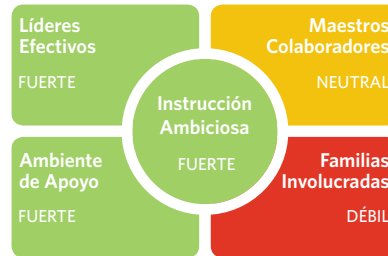 Líderes
Efectivos
FUERTE
Maestros
Colaboradores
NEUTRAL
Instrucción
Ambiciosa
FUERTE
Ambiente
de Apoyo
FUERTE
Familias
Involucradas
DÉBIL